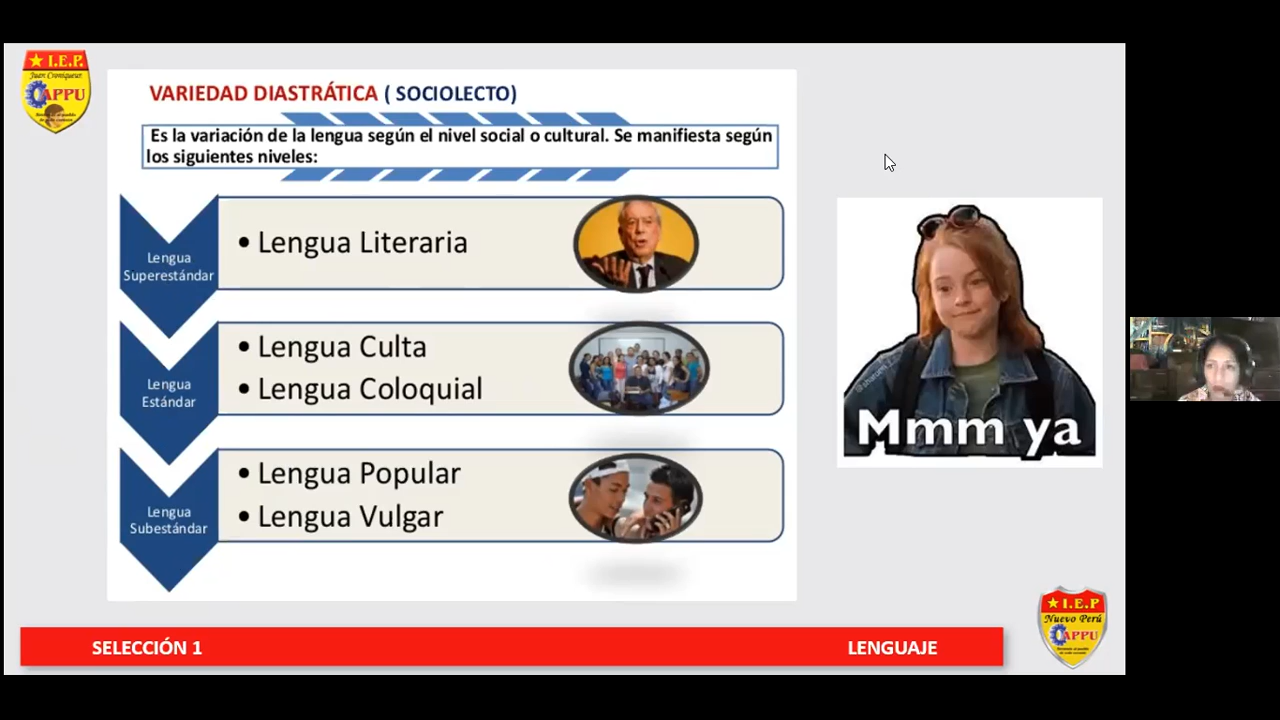 ★ I.E.P.
Juan Croniqueur
APPU
VARIEDAD DIASTRÁTICA ( SOCIOLECTO)
Es la variación de la lengua según el nivel social o cultural. Se manifiesta según
los siguientes niveles:
Lengua
Superestándar
• Lengua Literaria
Lengua
Estándar
• Lengua Culta
• Lengua Coloquial
Lengua
Subestándar
• Lengua Popular
• Lengua Vulgar
Mmm ya
SELECCIÓN 1
LENGUAJE
★ I.E.P
Nuevo Perú
APPU